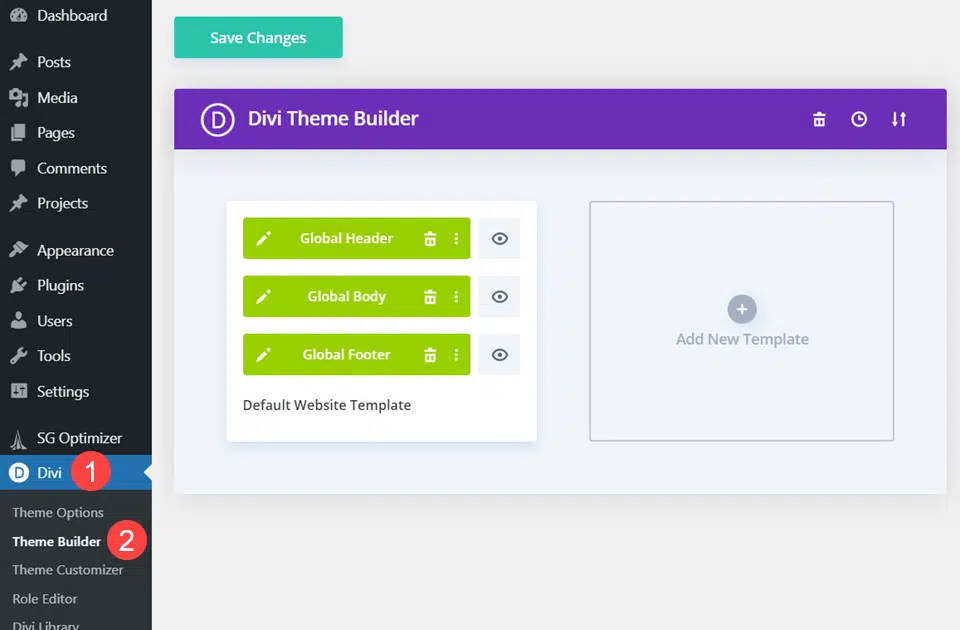 Dashboard
Posts
Media
Pages
Comments
Projects
Appearance
Plugins
Users
Tools
Settings
SG Optimizer
D Divi 1
Theme Options
Theme Builder 2
Theme Customizer
Role Editor
Divi Library
Save Changes
D Divi Theme Builder
Global Header
Global Body
Global Footer
Default Website Template
+
Add New Template